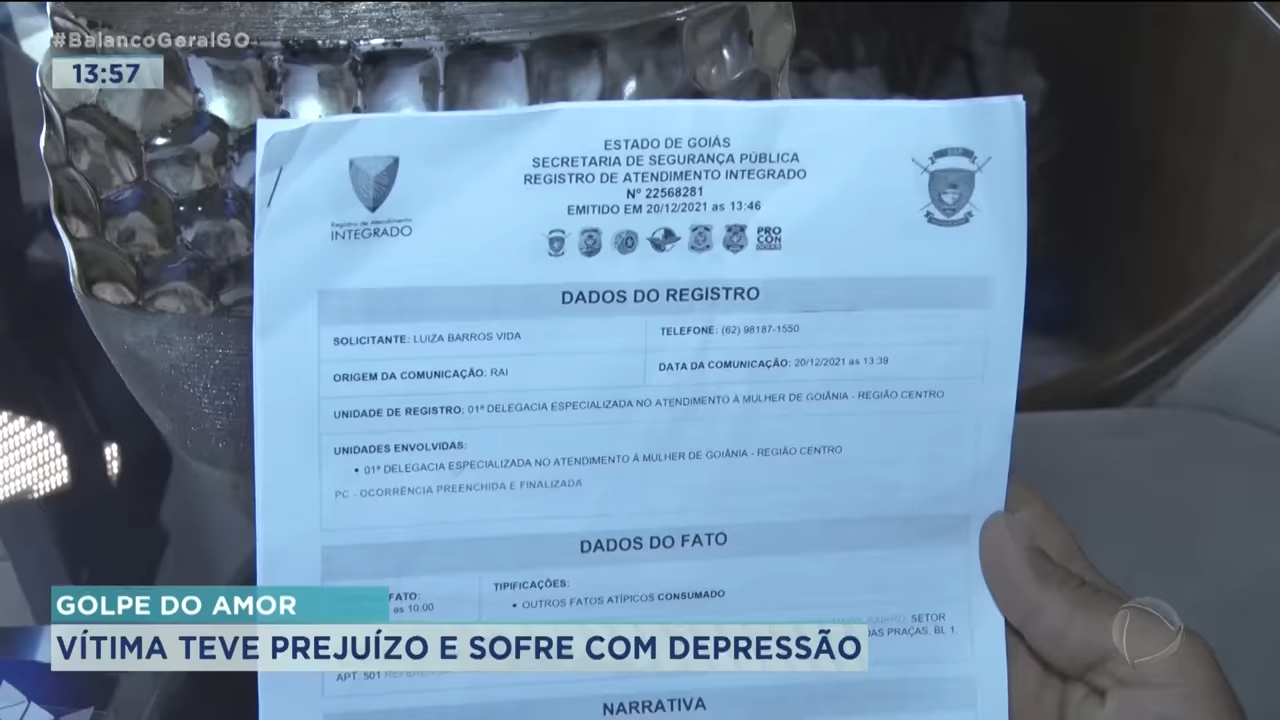 #BalancoGeralGO
13:57
ESTADO DE GOIÁS
SECRETARIA DE SEGURANÇA PÚBLICA
REGISTRO DE ATENDIMENTO INTEGRADO
Nº 22568281
EMITIDO EM 20/12/2021 as 13:46
Registro de Atendimento
INTEGRADO
PRO
CON
GOIÁS
DADOS DO REGISTRO
SOLICITANTE: LUIZA BARROS VIDA
TELEFONE: (62) 98187-1550
ORIGEM DA COMUNICAÇÃO: RAI
DATA DA COMUNICAÇÃO: 20/12/2021 as 13:39
UNIDADE DE REGISTRO: 01ª DELEGACIA ESPECIALIZADA NO ATENDIMENTO À MULHER DE GOIÂNIA - REGIÃO CENTRO
UNIDADES ENVOLVIDAS:
• 01ª DELEGACIA ESPECIALIZADA NO ATENDIMENTO À MULHER DE GOIÂNIA - REGIÃO CENTRO
PC - OCORRÊNCIA PREENCHIDA E FINALIZADA
DADOS DO FATO
FATO:
as 10:00
TIPIFICAÇÕES:
• OUTROS FATOS ATÍPICOS CONSUMADO
SETOR
DAS PRAÇAS, BL 1,
APT. 501
NARRATIVA
GOLPE DO AMOR
VÍTIMA TEVE PREJUÍZO E SOFRE COM DEPRESSÃO